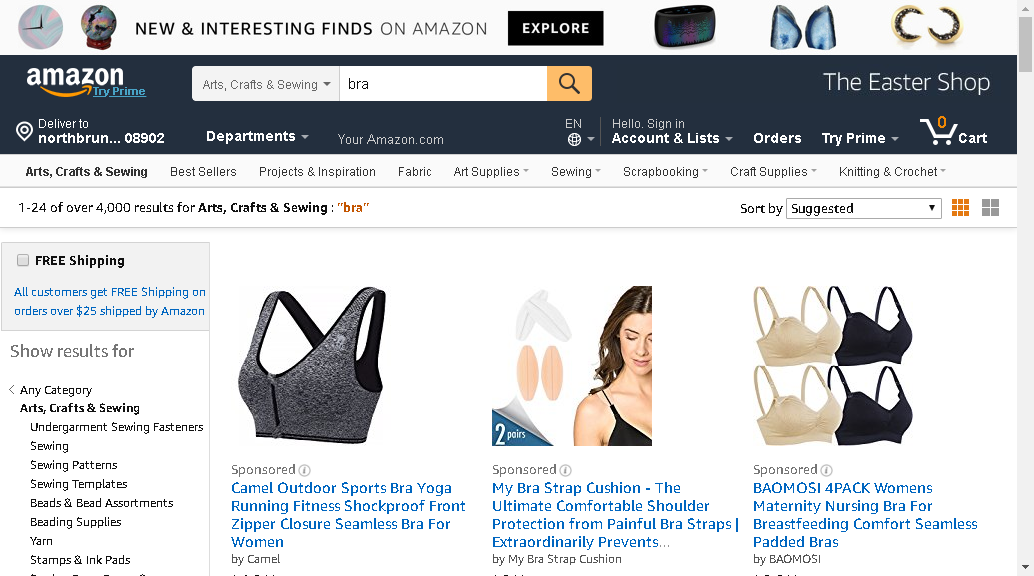 NEW & INTERESTING FINDS ON AMAZON EXPLORE
amazon
Try Prime
Arts, Crafts & Sewing bra
The Easter Shop
Deliver to
northbrun... 08902
Departments
Your Amazon.com
EN
Hello. Sign in
Account & Lists
Orders
Try Prime
0
Cart
Arts, Crafts & Sewing Best Sellers Projects & Inspiration Fabric Art Supplies Sewing Scrapbooking Craft Supplies Knitting & Crochet
1-24 of over 4,000 results for Arts, Crafts & Sewing : "bra"
Sort by Suggested
FREE Shipping
All customers get FREE Shipping on
orders over $25 shipped by Amazon
Show results for
Any Category
Arts, Crafts & Sewing
Undergarment Sewing Fasteners
Sewing
Sewing Patterns
Sewing Templates
Beads & Bead Assortments
Beading Supplies
Yarn
Stamps & Ink Pads
Sponsored
Camel Outdoor Sports Bra Yoga
Running Fitness Shockproof Front
Zipper Closure Seamless Bra For
Women
by Camel
2 pairs
Sponsored
My Bra Strap Cushion - The
Ultimate Comfortable Shoulder
Protection from Painful Bra Straps |
Extraordinarily Prevents...
by My Bra Strap Cushion
Sponsored
BAOMOSI 4PACK Womens
Maternity Nursing Bra For
Breastfeeding Comfort Seamless
Padded Bras
by BAOMOSI